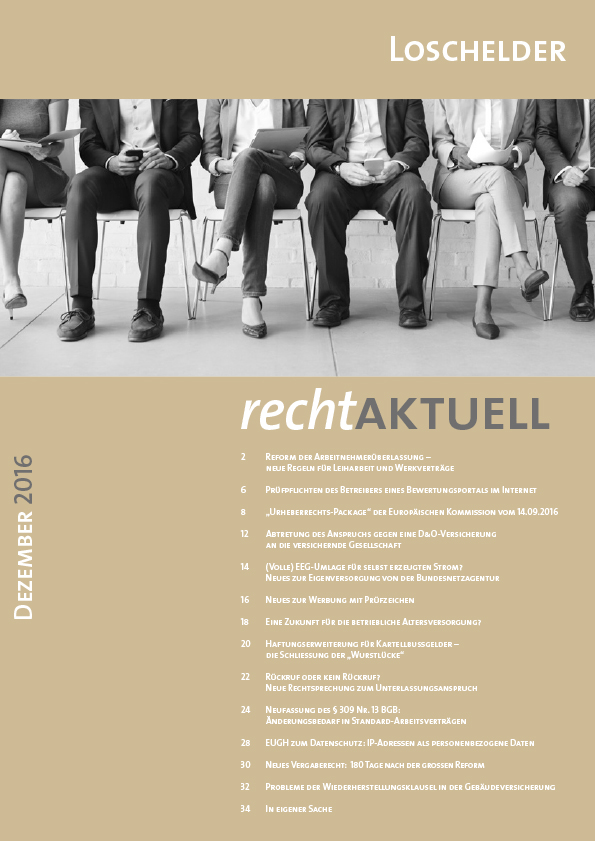 Loschelder
rechtAKTUELL
Dezember 2016
2 Reform der Arbeitnehmerüberlassung –
neue Regeln für Leiharbeit und Werkverträge
6 Prüfpflichten des Betreibers eines Bewertungsportals im Internet
8 „Urheberrechts-Package“ der Europäischen Kommission vom 14.09.2016
12 Abtretung des Anspruchs gegen eine D&O-Versicherung
an die versichernde Gesellschaft
14 (Volle) EEG-Umlage für selbst erzeugten Strom?
Neues zur Eigenversorgung von der Bundesnetzagentur
16 Neues zur Werbung mit Prüfzeichen
18 Eine Zukunft für die betriebliche Altersversorgung?
20 Haftungserweiterung für Kartellbussgelder –
die Schliessung der „Wurstlücke“
22 Rückruf oder kein Rückruf?
Neue Rechtsprechung zum Unterlassungsanspruch
24 Neufassung des § 309 Nr. 13 BGB:
Änderungsbedarf in Standard-Arbeitsverträgen
28 EUGH zum Datenschutz: IP-Adressen als personenbezogene Daten
30 Neues Vergaberecht: 180 Tage nach der grossen Reform
32 Probleme der Wiederherstellungsklausel in der Gebäudeversicherung
34 In eigener Sache